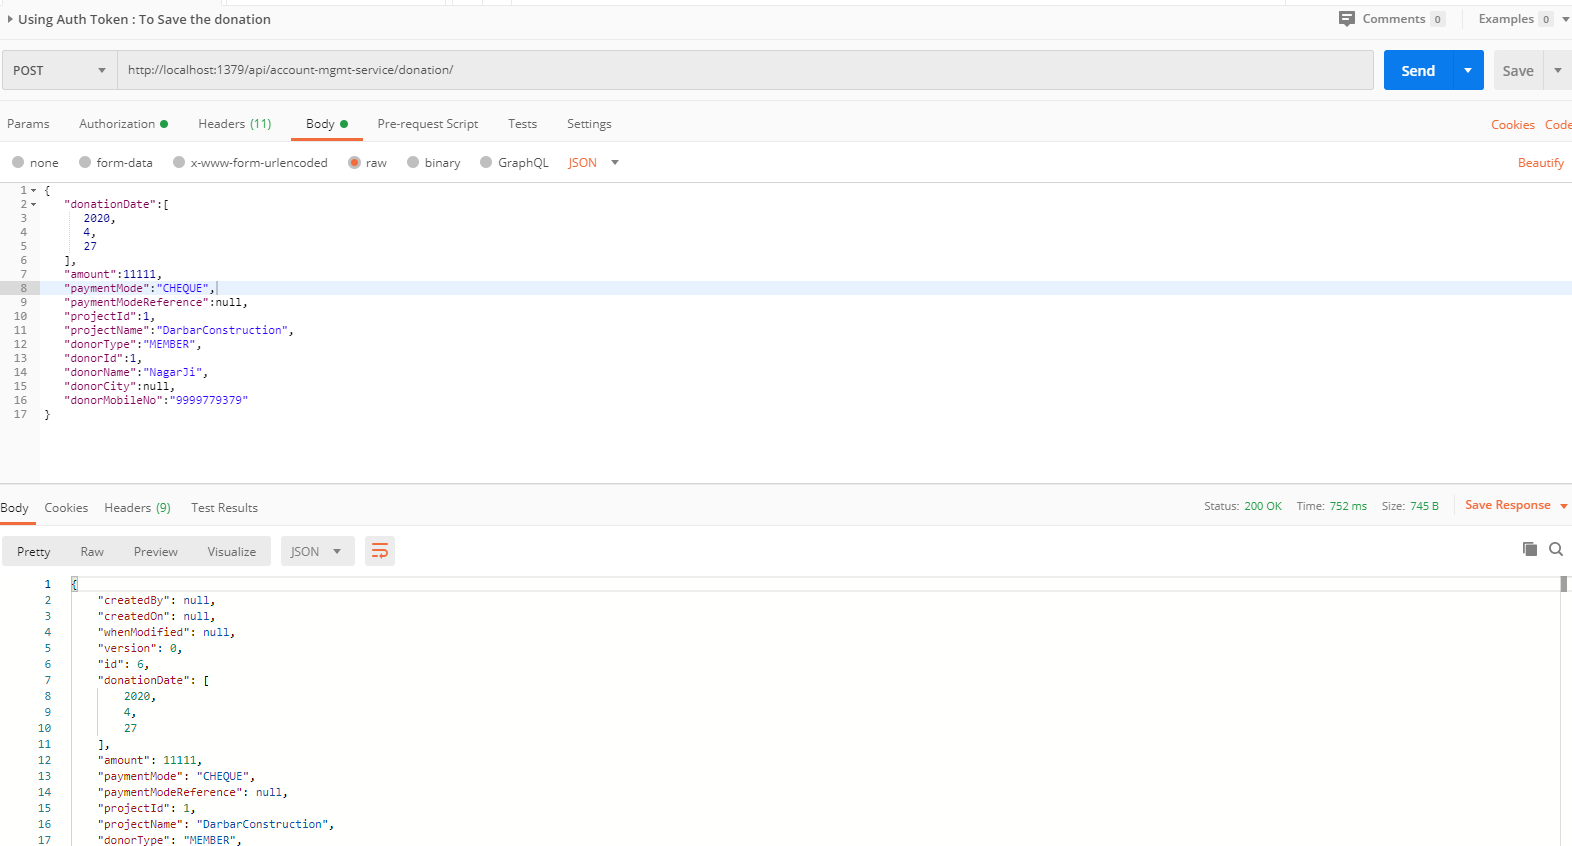 Using Auth Token : To Save the donation
Comments 0 Examples 0
POST http://localhost:1379/api/account-mgmt-service/donation/ Send Save
Params Authorization Headers (11) Body Pre-request Script Tests Settings Cookies Code
none form-data x-www-form-urlencoded raw binary GraphQL JSON Beautify
1 {
2 "donationDate":[
3 2020,
4 4,
5 27
6 ],
7 "amount":11111,
8 "paymentMode":"CHEQUE",
9 "paymentModeReference":null,
10 "projectId":1,
11 "projectName":"DarbarConstruction",
12 "donorType":"MEMBER",
13 "donorId":1,
14 "donorName":"NagarJi",
15 "donorCity":null,
16 "donorMobileNo":"9999779379"
17 }
Body Cookies Headers (9) Test Results Status: 200 OK Time: 752 ms Size: 745 B Save Response
Pretty Raw Preview Visualize JSON
1 {
2 "createdBy": null,
3 "createdOn": null,
4 "whenModified": null,
5 "version": 0,
6 "id": 6,
7 "donationDate": [
8 2020,
9 4,
10 27
11 ],
12 "amount": 11111,
13 "paymentMode": "CHEQUE",
14 "paymentModeReference": null,
15 "projectId": 1,
16 "projectName": "DarbarConstruction",
17 "donorType": "MEMBER",